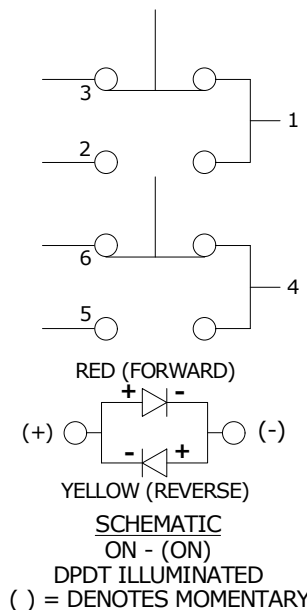 3
1
2
6
4
5
RED (FORWARD)
+ -
(+) (-)
- +
YELLOW (REVERSE)
SCHEMATIC
ON - (ON)
DPDT ILLUMINATED
( ) = DENOTES MOMENTARY